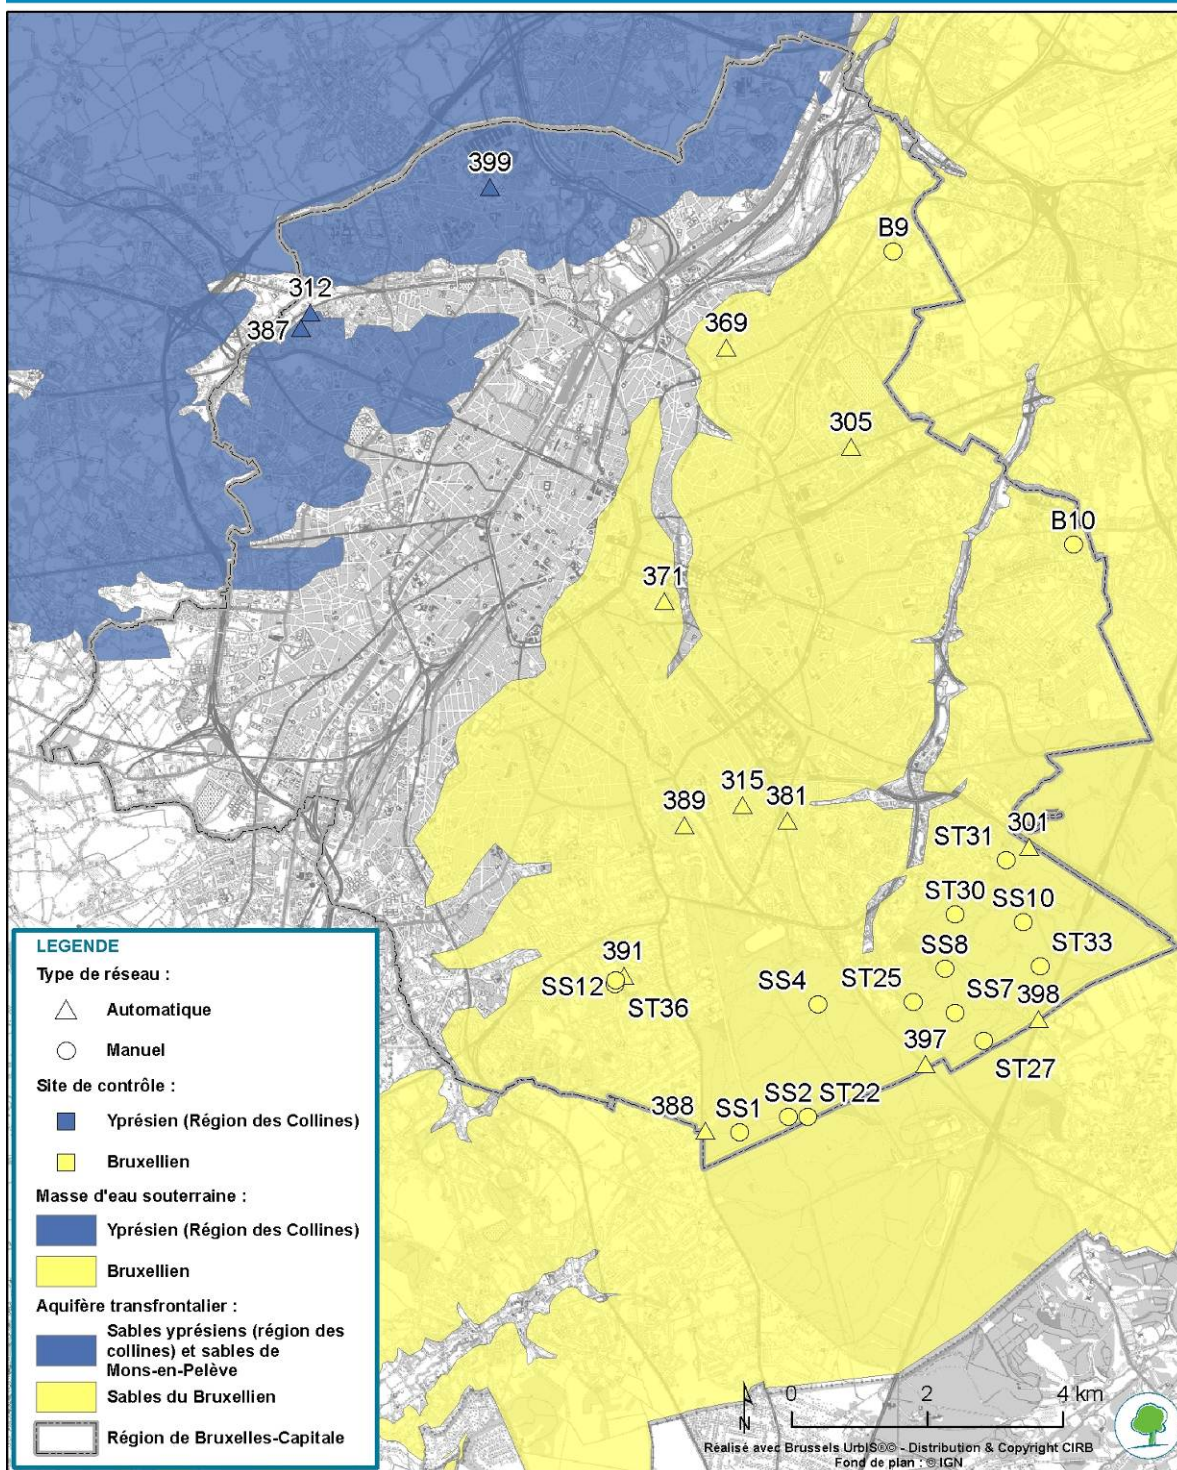 399
B9
312
387
369
305
B10
371
315
389
381
301
ST31
ST30
SS10
ST33
391
SS8
SS12
ST36
SS4
ST25
SS7
398
397
ST27
388
SS1
SS2
ST22
LEGENDE
Type de réseau :
Automatique
Manuel
Site de contrôle :
Yprésien (Région des Collines)
Bruxellien
Masse d'eau souterraine :
Yprésien (Région des Collines)
Bruxellien
Aquifère transfrontalier :
Sables yprésiens (région des
collines) et sables de
Mons-en-Pelève
Sables du Bruxellien
Région de Bruxelles-Capitale
N
0 2 4 km
Réalisé avec Brussels UrbIS©® - Distribution & Copyright CIRB
Fond de plan : © IGN